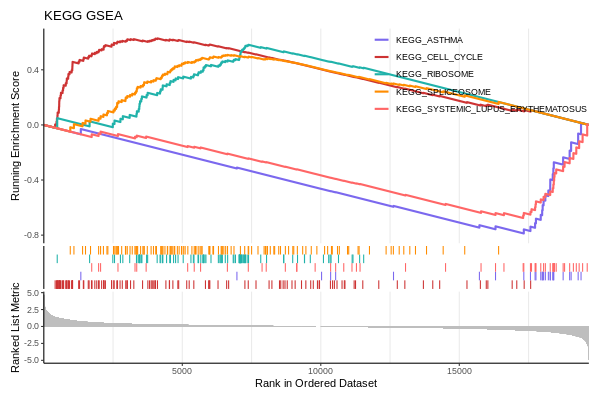 KEGG GSEA
KEGG_ASTHMA
KEGG_CELL_CYCLE
KEGG_RIBOSOME
KEGG_SPLICEOSOME
KEGG_SYSTEMIC_LUPUS_ERYTHEMATOSUS
Running Enrichment Score
0.4
0.0
-0.4
-0.8
Ranked List Metric
5.0
2.5
0.0
-2.5
-5.0
5000 10000 15000
Rank in Ordered Dataset